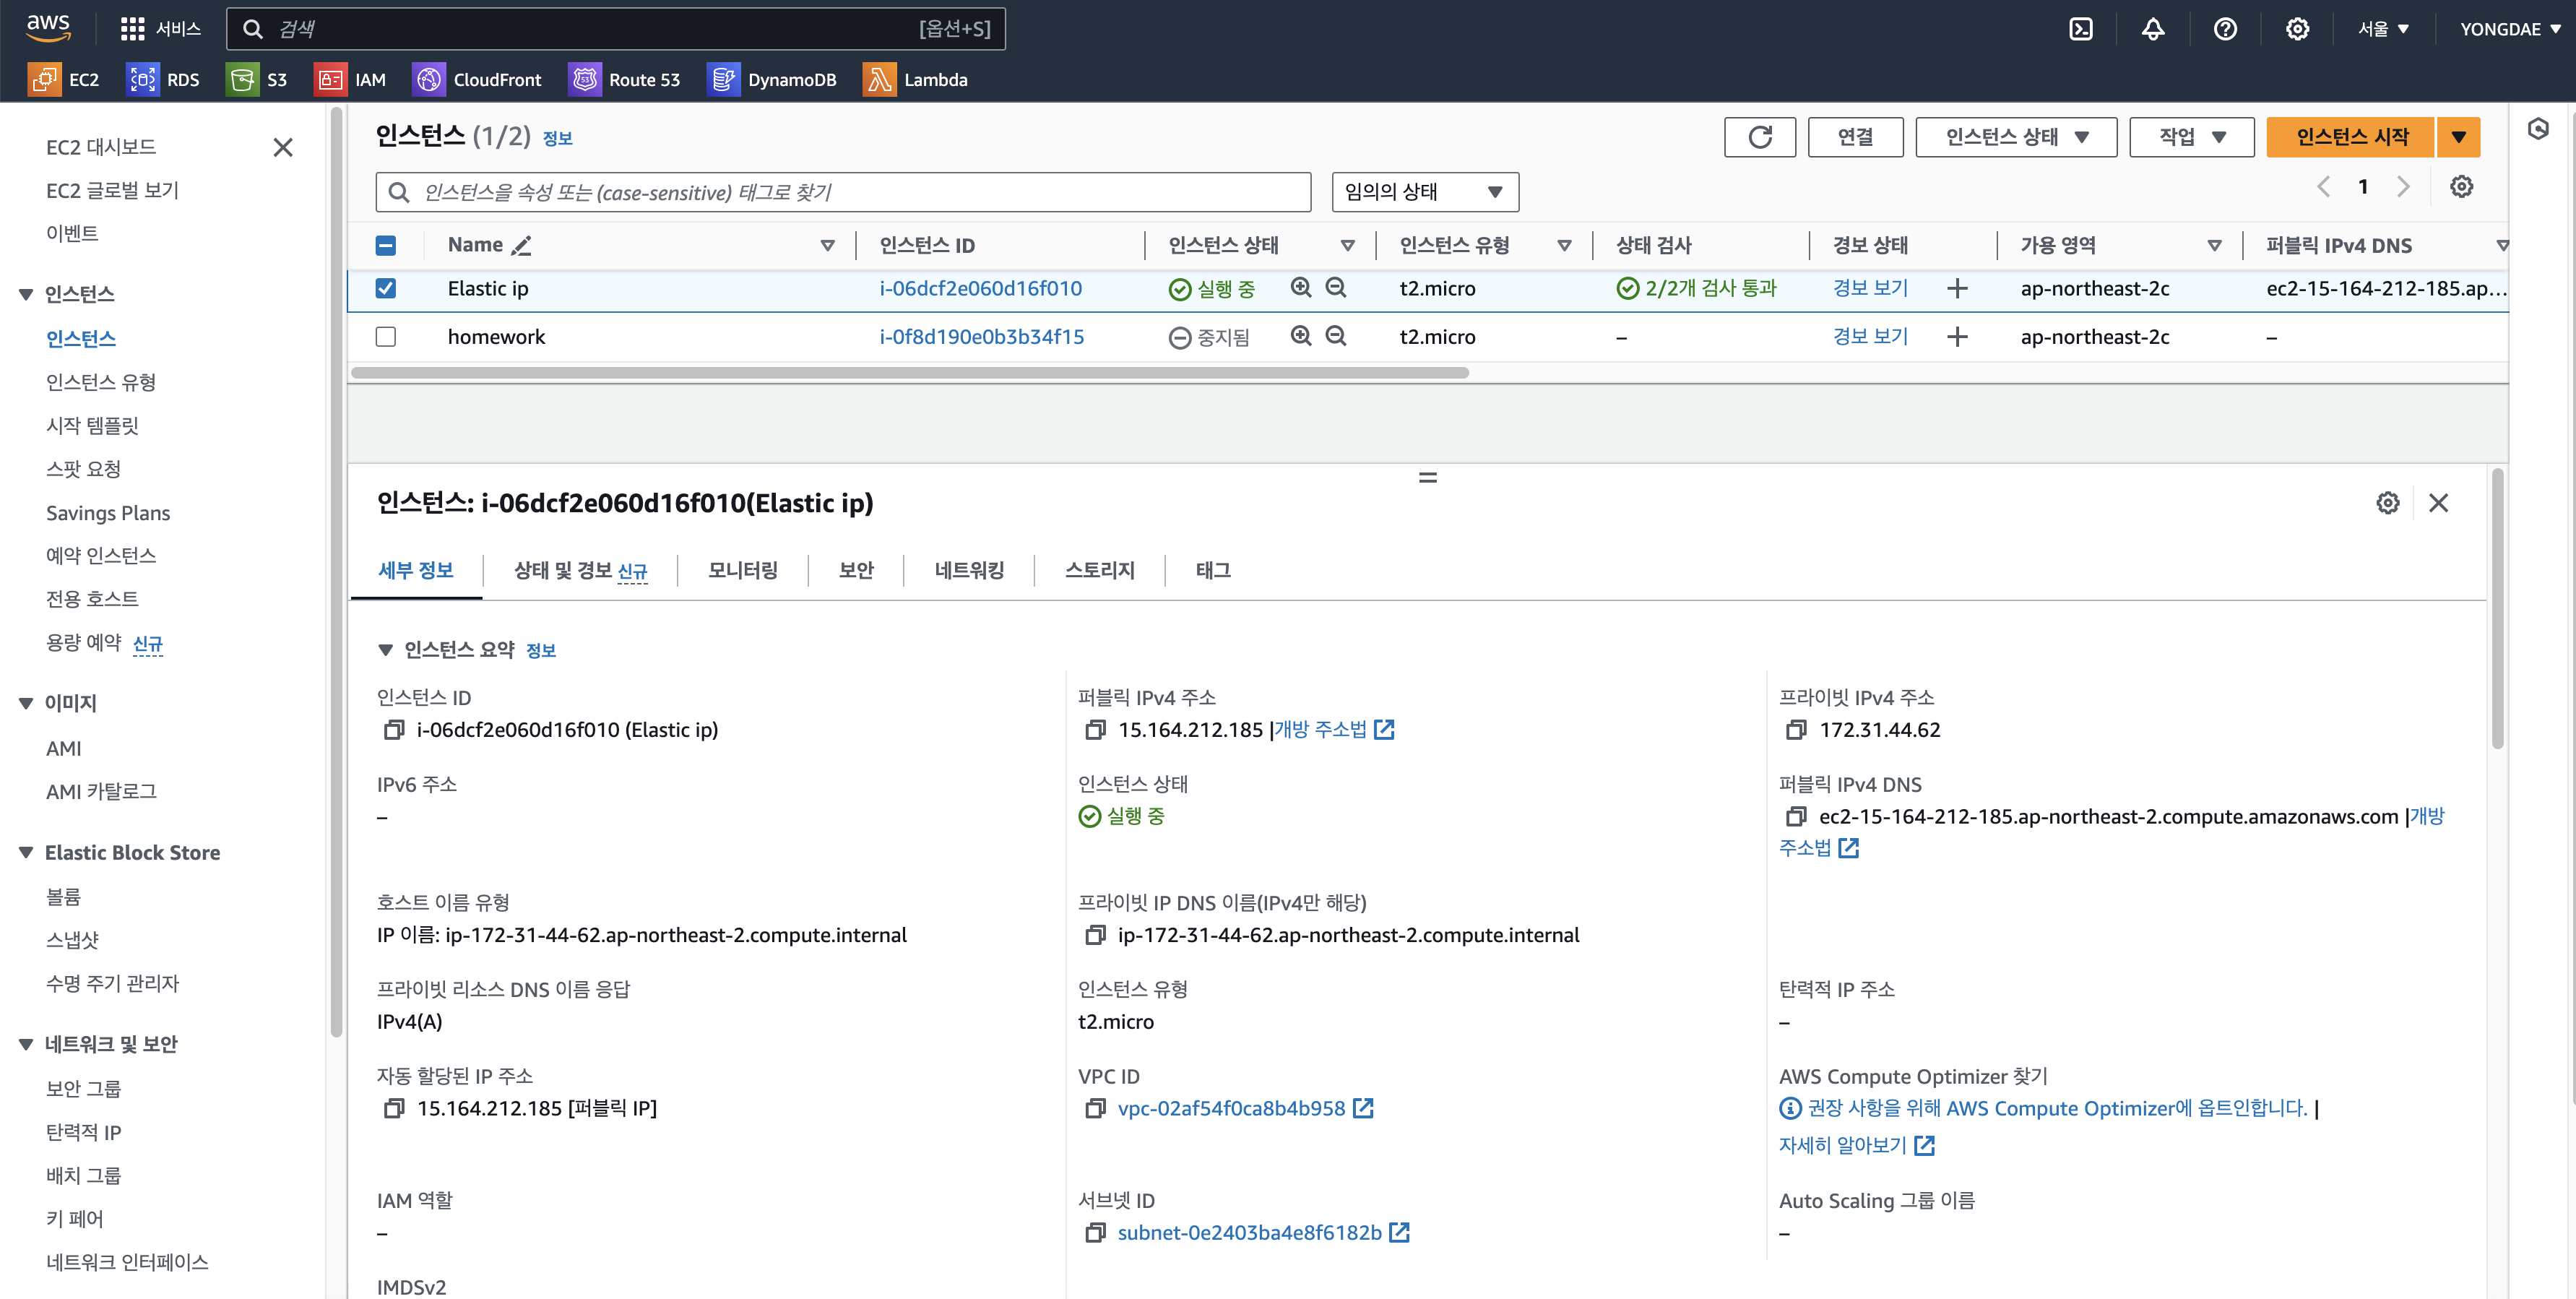 aws
서비스
검색
[옵션+S]
서울
YONGDAE
EC2
RDS
S3
IAM
CloudFront
Route 53
DynamoDB
Lambda
EC2 대시보드
EC2 글로벌 보기
이벤트
인스턴스
인스턴스
인스턴스 유형
시작 템플릿
스팟 요청
Savings Plans
예약 인스턴스
전용 호스트
용량 예약 신규
이미지
AMI
AMI 카탈로그
Elastic Block Store
볼륨
스냅샷
수명 주기 관리자
네트워크 및 보안
보안 그룹
탄력적 IP
배치 그룹
키 페어
네트워크 인터페이스
인스턴스 (1/2) 정보
연결
인스턴스 상태
작업
인스턴스 시작
인스턴스을 속성 또는 (case-sensitive) 태그로 찾기
임의의 상태
1
Name 인스턴스 ID 인스턴스 상태 인스턴스 유형 상태 검사 경보 상태 가용 영역 퍼블릭 IPv4 DNS
Elastic ip i-06dcf2e060d16f010 실행 중 t2.micro 2/2개 검사 통과 경보 보기 + ap-northeast-2c ec2-15-164-212-185.ap...
homework i-0f8d190e0b3b34f15 중지됨 t2.micro – 경보 보기 + ap-northeast-2c –
인스턴스: i-06dcf2e060d16f010(Elastic ip)
세부 정보
상태 및 경보 신규
모니터링
보안
네트워킹
스토리지
태그
인스턴스 요약 정보
인스턴스 ID
i-06dcf2e060d16f010 (Elastic ip)
퍼블릭 IPv4 주소
15.164.212.185 |개방 주소법
프라이빗 IPv4 주소
172.31.44.62
IPv6 주소
–
인스턴스 상태
실행 중
퍼블릭 IPv4 DNS
ec2-15-164-212-185.ap-northeast-2.compute.amazonaws.com |개방
주소법
호스트 이름 유형
IP 이름: ip-172-31-44-62.ap-northeast-2.compute.internal
프라이빗 IP DNS 이름(IPv4만 해당)
ip-172-31-44-62.ap-northeast-2.compute.internal
프라이빗 리소스 DNS 이름 응답
IPv4(A)
인스턴스 유형
t2.micro
탄력적 IP 주소
–
자동 할당된 IP 주소
15.164.212.185 [퍼블릭 IP]
VPC ID
vpc-02af54f0ca8b4b958
AWS Compute Optimizer 찾기
권장 사항을 위해 AWS Compute Optimizer에 옵트인합니다. |
자세히 알아보기
IAM 역할
–
서브넷 ID
subnet-0e2403ba4e8f6182b
Auto Scaling 그룹 이름
–
IMDSv2